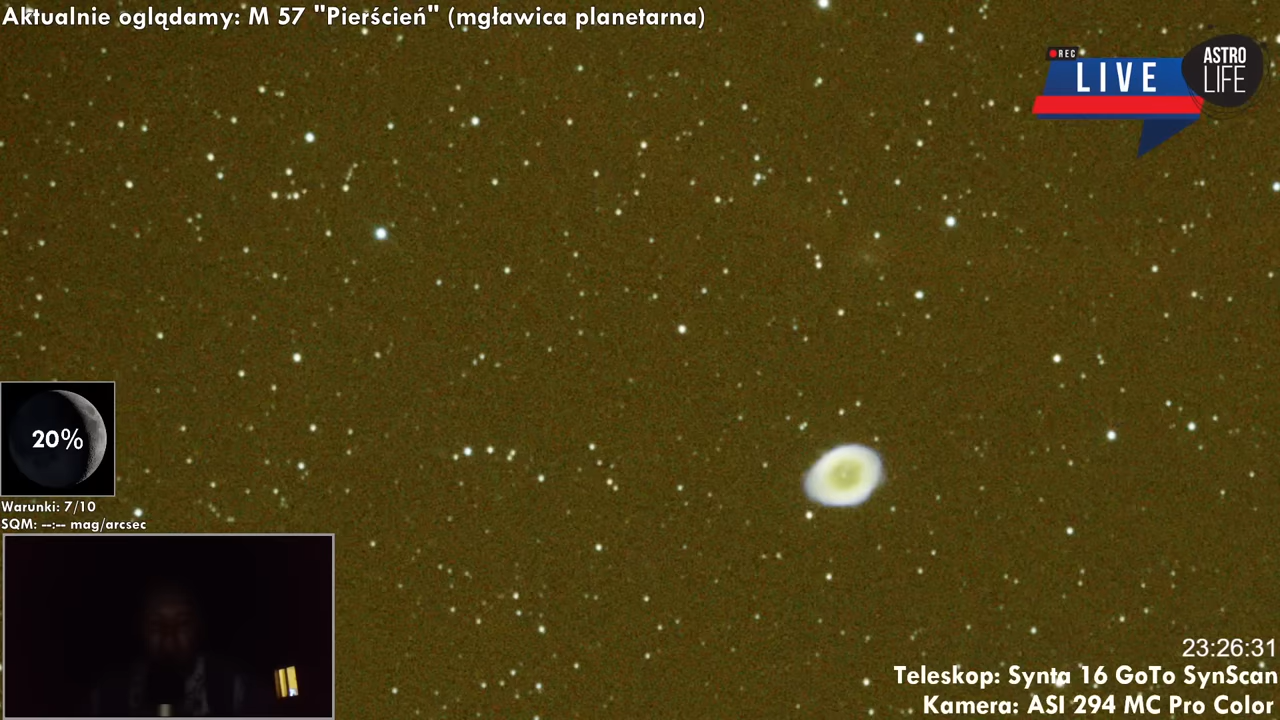 Aktualnie oglądamy: M 57 "Pierścień" (mgławica planetarna)
REC
LIVE
ASTRO
LIFE
20%
Warunki: 7/10
SQM: --:-- mag/arcsec
23:26:31
Teleskop: Synta 16 GoTo SynScan
Kamera: ASI 294 MC Pro Color